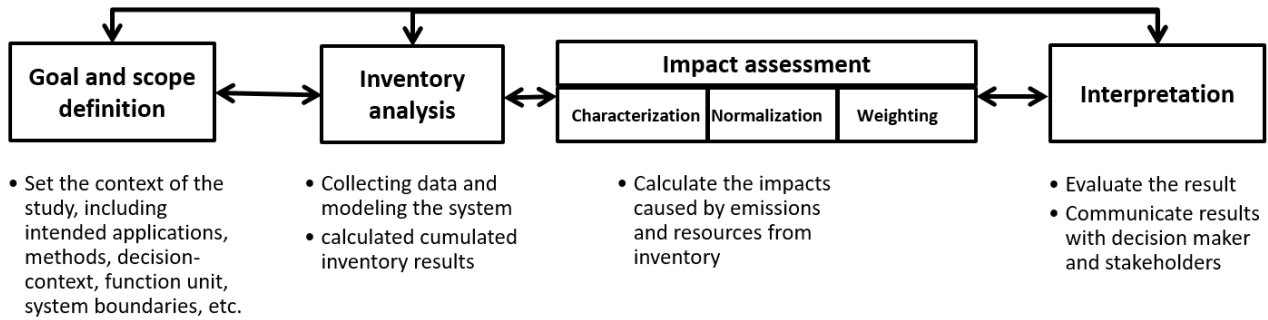 Goal and scope
definition
Inventory
analysis
Impact assessment
Characterization
Normalization
Weighting
Interpretation
• Set the context of the
study, including
intended applications,
methods, decision-
context, function unit,
system boundaries, etc.
• Collecting data and
modeling the system
• calculated cumulated
inventory results
• Calculate the impacts
caused by emissions
and resources from
inventory
• Evaluate the result
• Communicate results
with decision maker
and stakeholders